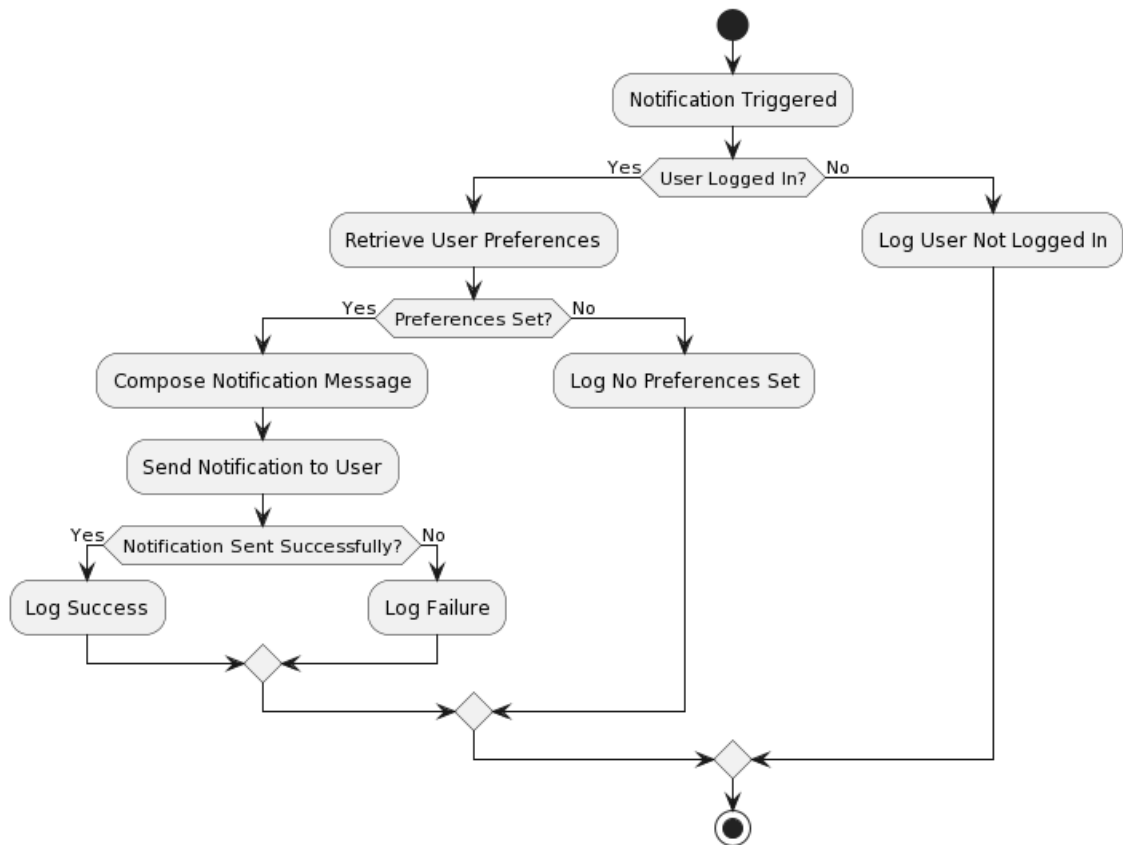 Notification Triggered
Yes
User Logged In?
No
Retrieve User Preferences
Log User Not Logged In
Yes
Preferences Set?
No
Compose Notification Message
Log No Preferences Set
Send Notification to User
Yes
Notification Sent Successfully?
No
Log Success
Log Failure